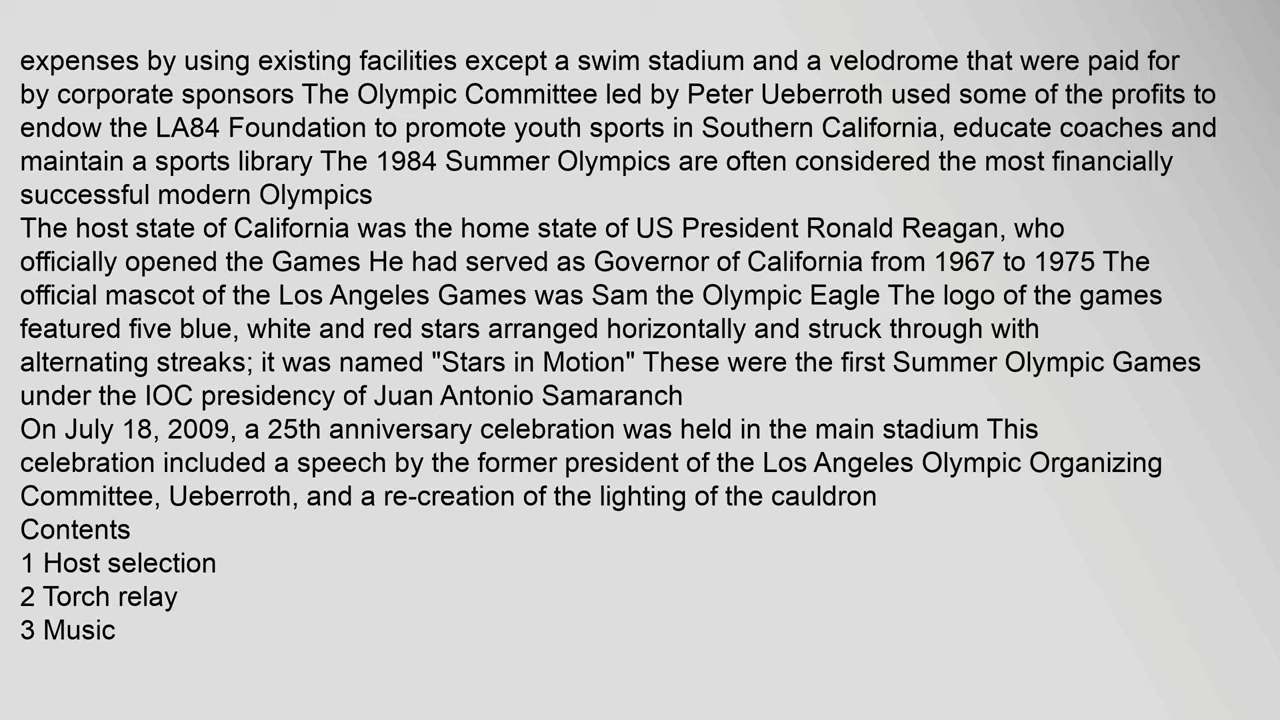 expenses by using existing facilities except a swim stadium and a velodrome that were paid for
by corporate sponsors The Olympic Committee led by Peter Ueberroth used some of the profits to
endow the LA84 Foundation to promote youth sports in Southern California, educate coaches and
maintain a sports library The 1984 Summer Olympics are often considered the most financially
successful modern Olympics
The host state of California was the home state of US President Ronald Reagan, who
officially opened the Games He had served as Governor of California from 1967 to 1975 The
official mascot of the Los Angeles Games was Sam the Olympic Eagle The logo of the games
featured five blue, white and red stars arranged horizontally and struck through with
alternating streaks; it was named "Stars in Motion" These were the first Summer Olympic Games
under the IOC presidency of Juan Antonio Samaranch
On July 18, 2009, a 25th anniversary celebration was held in the main stadium This
celebration included a speech by the former president of the Los Angeles Olympic Organizing
Committee, Ueberroth, and a re-creation of the lighting of the cauldron
Contents
1 Host selection
2 Torch relay
3 Music